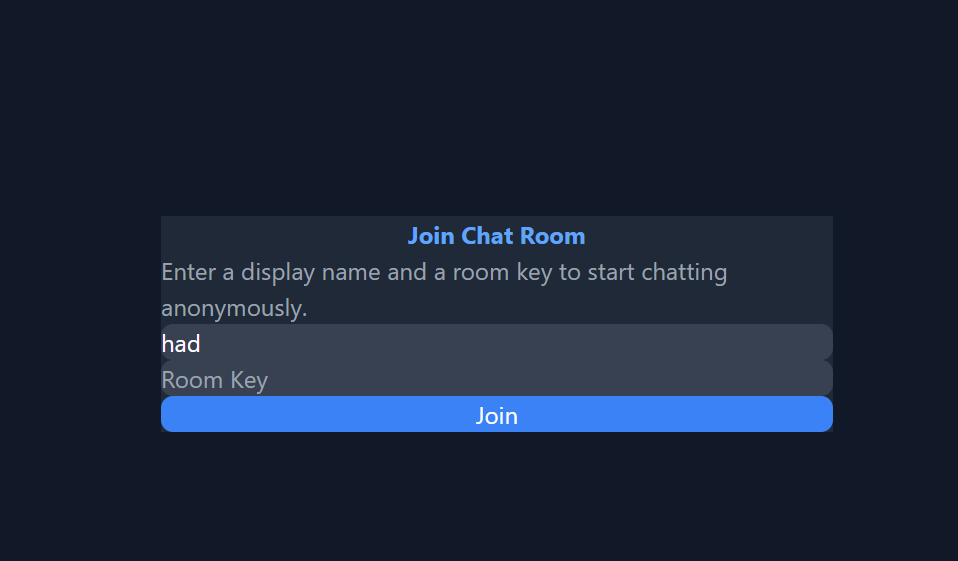 Join Chat Room
Enter a display name and a room key to start chatting
anonymously.
had
Room Key
Join